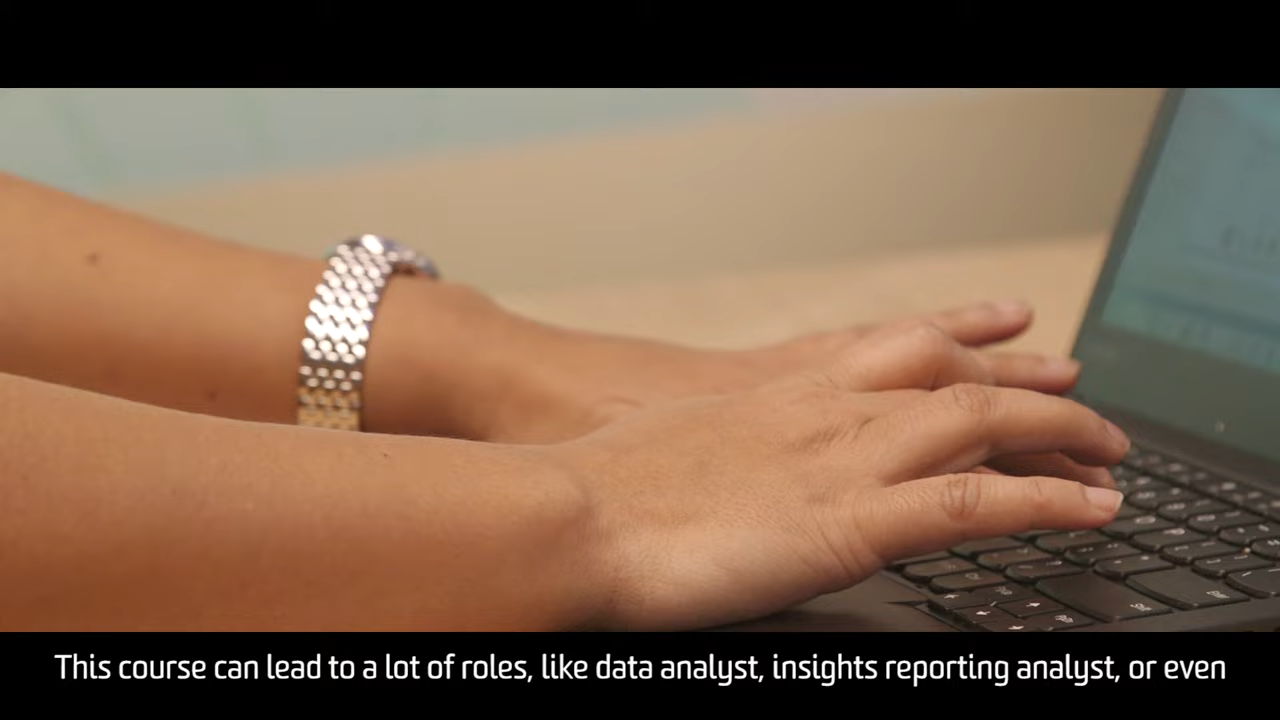 This course can lead to a lot of roles, like data analyst, insights reporting analyst, or even